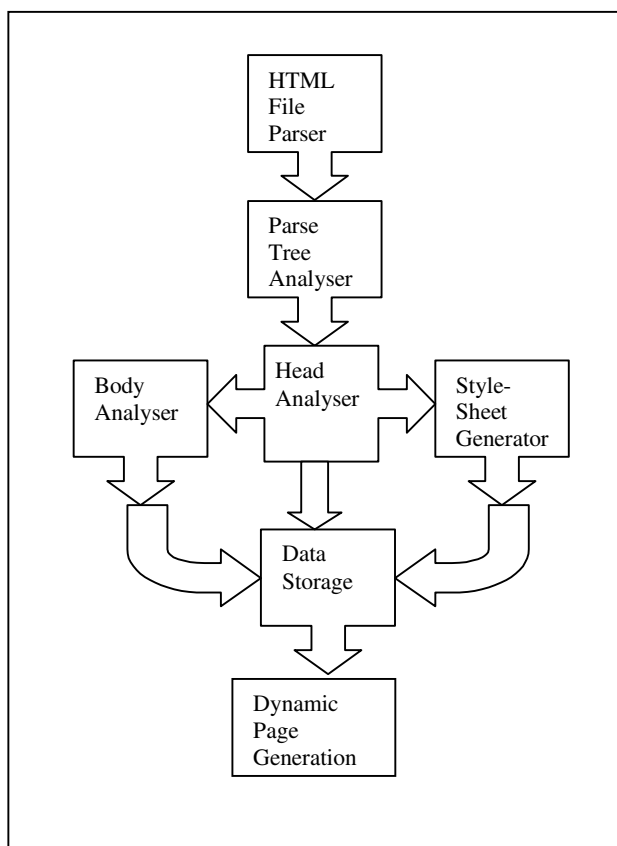 HTML
File
Parser
Parse
Tree
Analyser
Body
Analyser
Head
Analyser
Style-
Sheet
Generator
Data
Storage
Dynamic
Page
Generation